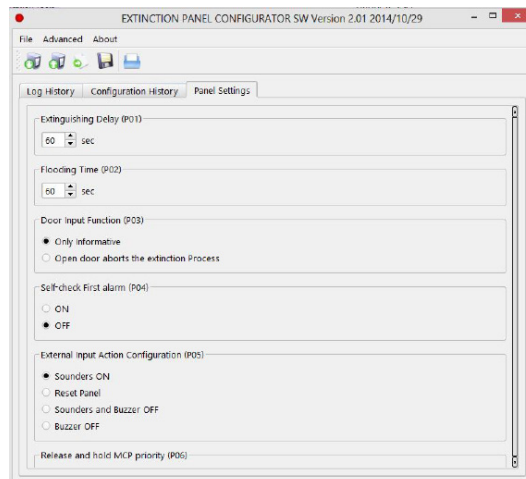 EXTINCTION PANEL CONFIGURATOR SW Version 2.01 2014/10/29
File Advanced About
Log History Configuration History Panel Settings
Extinguishing Delay (P01)
60 sec
Flooding Time (P02)
60 sec
Door Input Function (P03)
Only Informative
Open door aborts the extinction Process
Self-check First alarm (P04)
ON
OFF
External Input Action Configuration (P05)
Sounders ON
Reset Panel
Sounders and Buzzer OFF
Buzzer OFF
Release and hold MCP priority (P06)